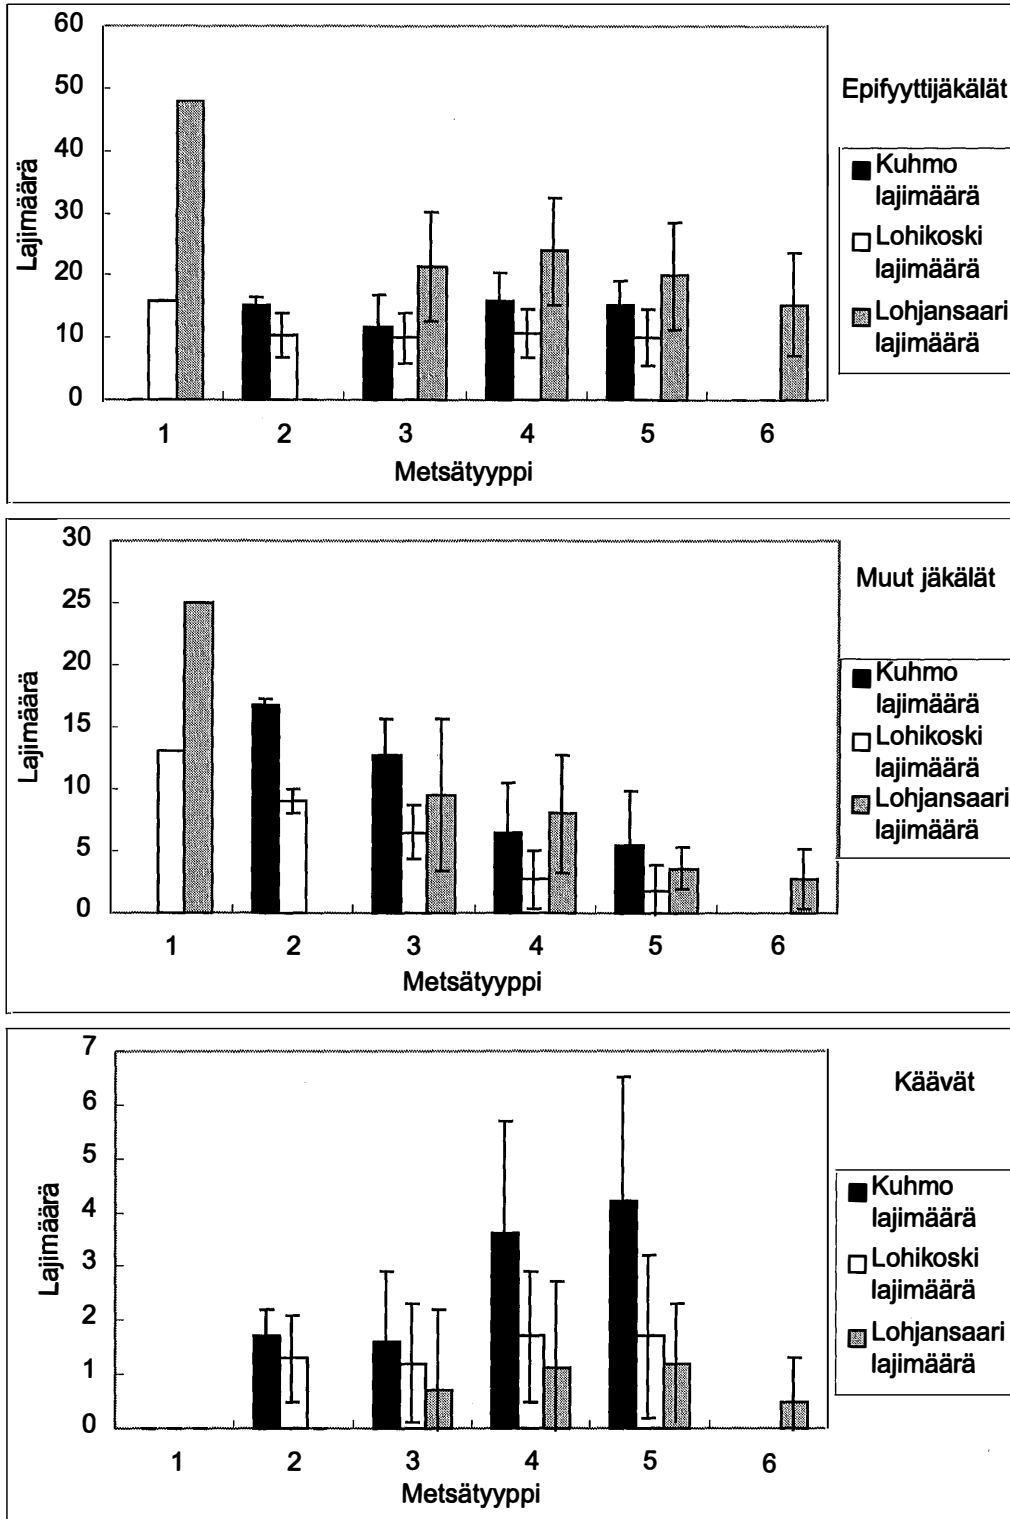 60
50
40
30
20
10
0
Lajimäärä
1 2 3 4 5 6
Metsätyyppi
Epifyyttijäkälät
Kuhmo
lajimäärä
Lohikoski
lajimäärä
Lohjansaari
lajimäärä
30
25
20
15
10
5
0
Lajimäärä
1 2 3 4 5 6
Metsätyyppi
Muut jäkälät
Kuhmo
lajimäärä
Lohikoski
lajimäärä
Lohjansaari
lajimäärä
7
6
5
4
3
2
1
0
Lajimäärä
1 2 3 4 5 6
Metsätyyppi
Käävät
Kuhmo
lajimäärä
Lohikoski
lajimäärä
Lohjansaari
lajimäärä